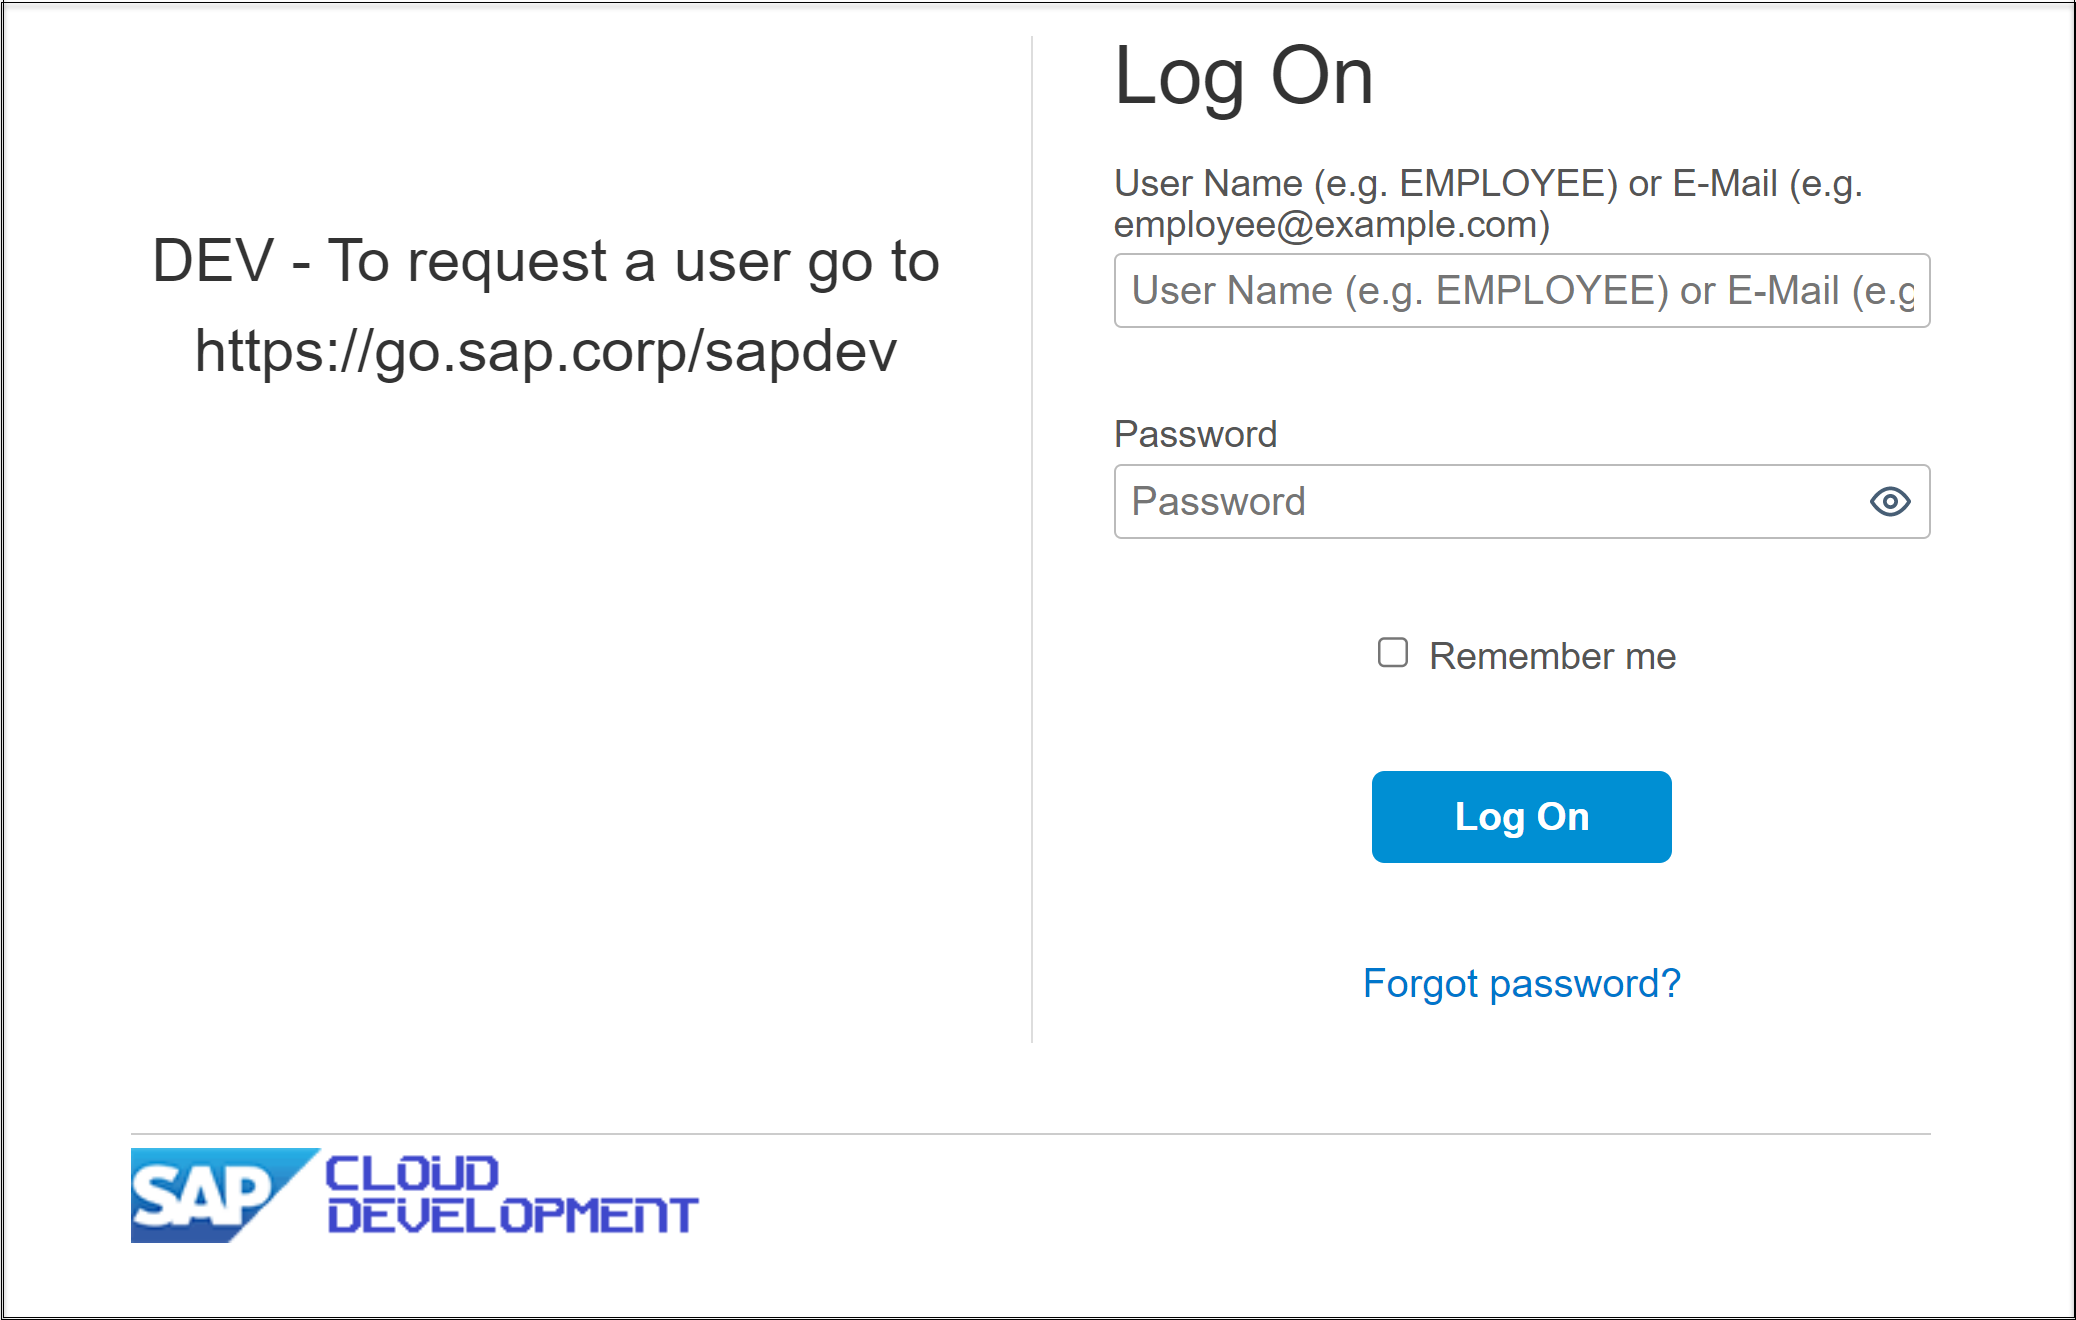 DEV - To request a user go to
https://go.sap.corp/sapdev
Log On
User Name (e.g. EMPLOYEE) or E-Mail (e.g.
employee@example.com)
User Name (e.g. EMPLOYEE) or E-Mail (e.g
Password
Password
Remember me
Log On
Forgot password?
SAP CLOUD
DEVELOPMENT